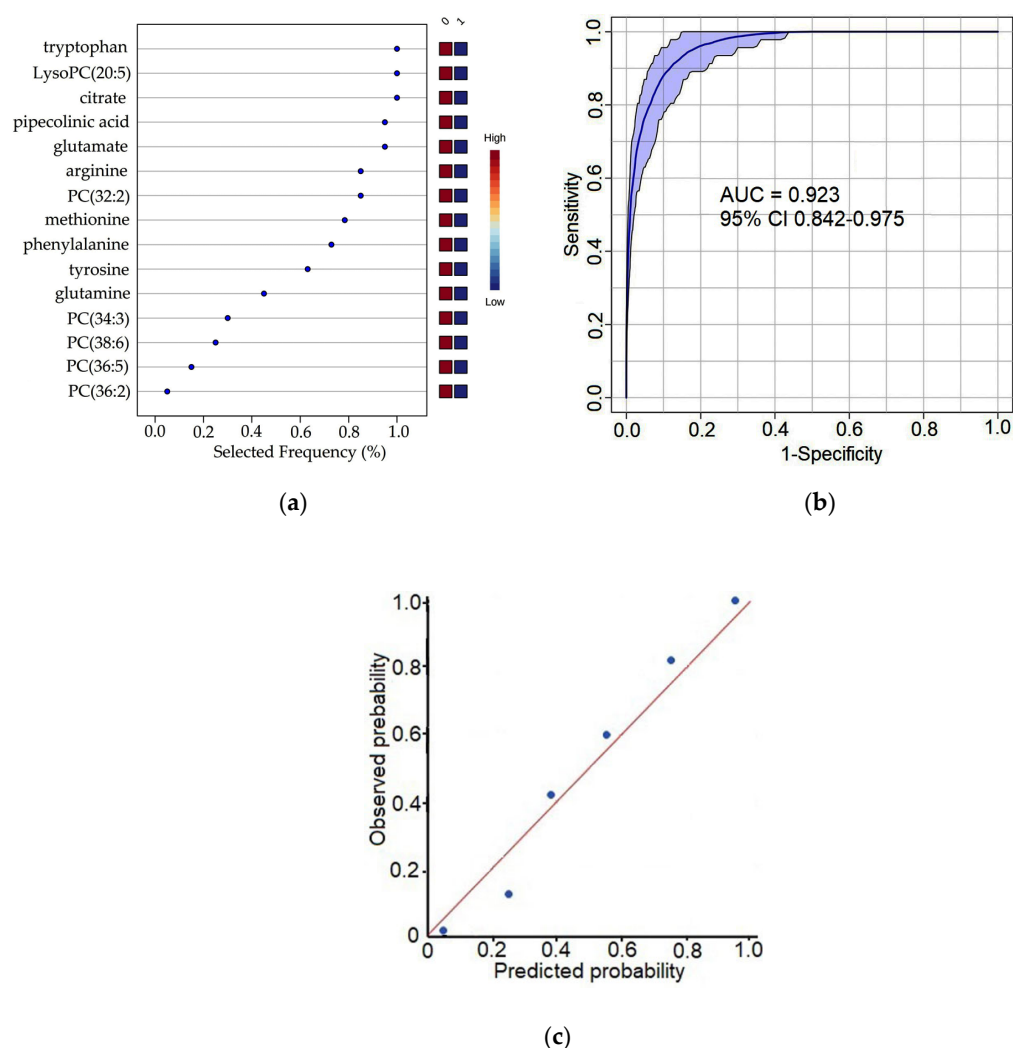 0 1
tryptophan
LysoPC(20:5)
citrate
pipecolinic acid
glutamate
arginine
PC(32:2)
methionine
phenylalanine
tyrosine
glutamine
PC(34:3)
PC(38:6)
PC(36:5)
PC(36:2)
0.0 0.2 0.4 0.6 0.8 1.0
Selected Frequency (%)
High
Low
(a)
Sensitivity
1.0
0.8
0.6
0.4
0.2
0.0
AUC = 0.923
95% CI 0.842-0.975
0.0 0.2 0.4 0.6 0.8 1.0
1-Specificity
(b)
Observed prebability
1.0
0.8
0.6
0.4
0.2
0
0 0.2 0.4 0.6 0.8 1.0
Predicted probability
(c)